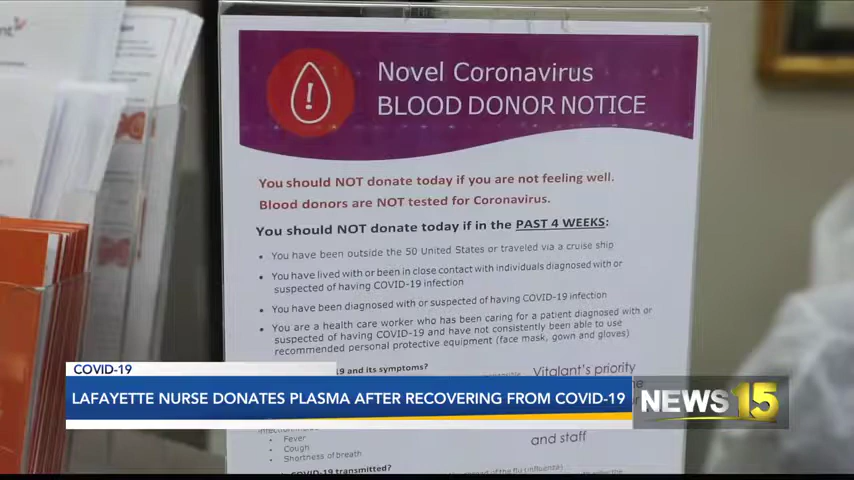 Novel Coronavirus
BLOOD DONOR NOTICE
You should NOT donate today if you are not feeling well.
Blood donors are NOT tested for Coronavirus.
You should NOT donate today if in the PAST 4 WEEKS:
• You have been outside the 50 United States or traveled via a cruise ship
• You have lived with or been in close contact with individuals diagnosed with or
suspected of having COVID-19 infection
• You have been diagnosed with or suspected of having COVID-19 infection
• You are a health care worker who has been caring for a patient diagnosed with or
suspected of having COVID-19 and have not consistently been able to use
recommended personal protective equipment (face mask, gown and gloves)
19 and its symptoms?
Vitalant's priority
COVID-19
LAFAYETTE NURSE DONATES PLASMA AFTER RECOVERING FROM COVID-19
NEWS 15
• Fever
• Cough
• Shortness of breath
and staff
COVID-19 transmitted?